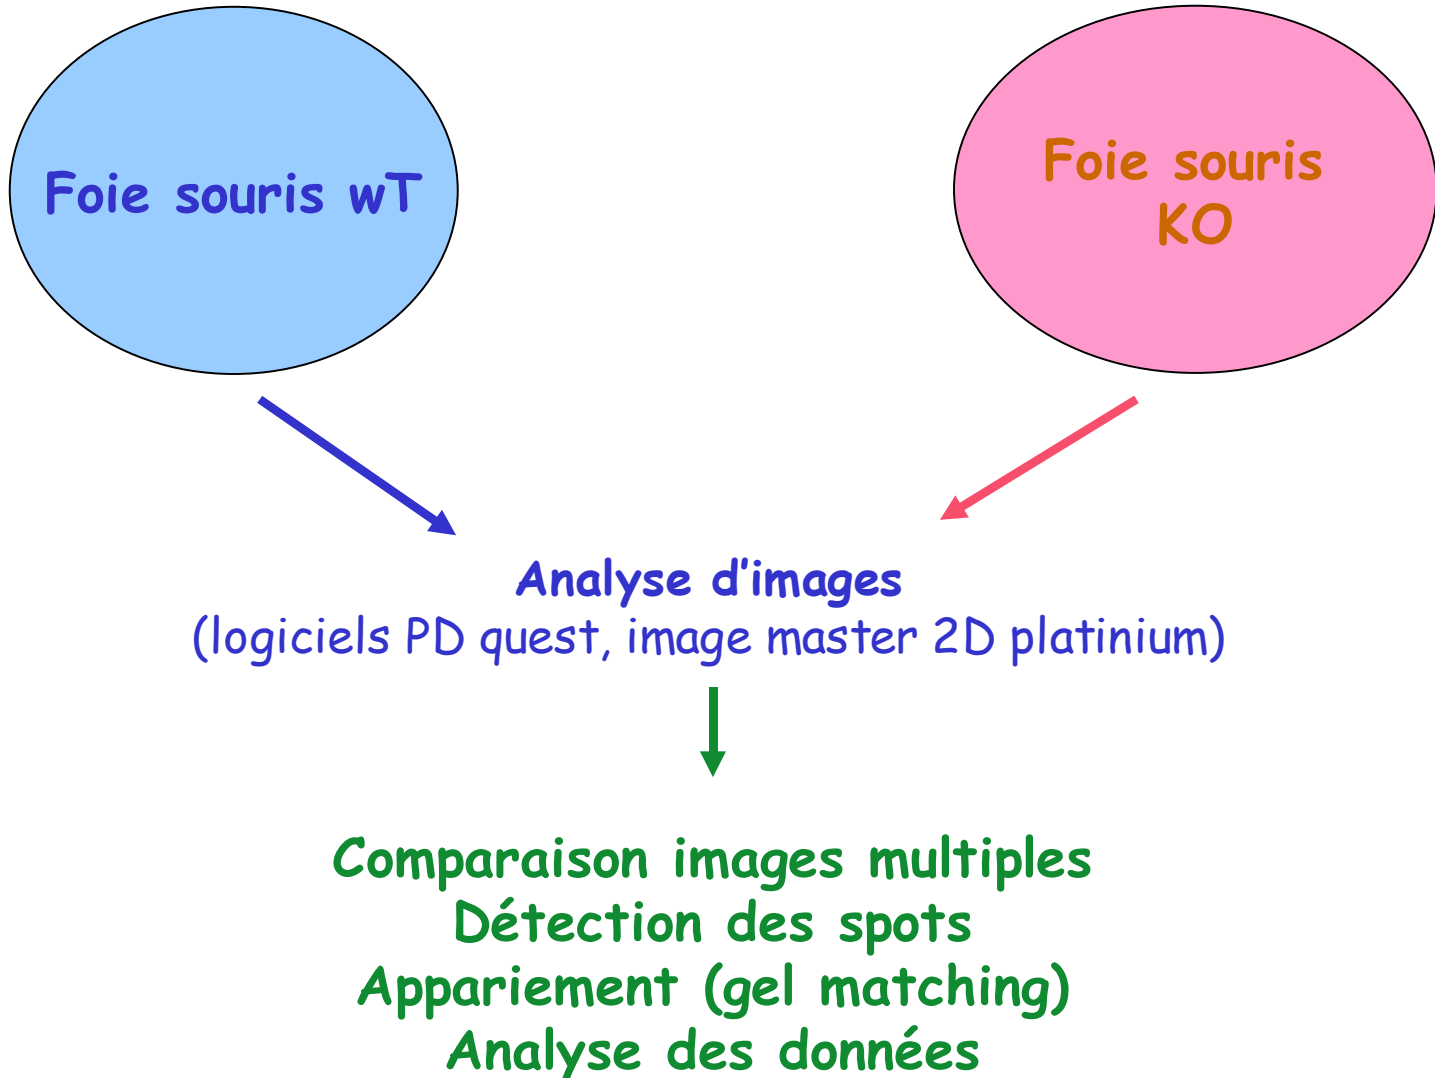 Foie souris wT
Foie souris
KO
Analyse d'images
(logiciels PD quest, image master 2D platinium)
Comparaison images multiples
Détection des spots
Appariement (gel matching)
Analyse des données